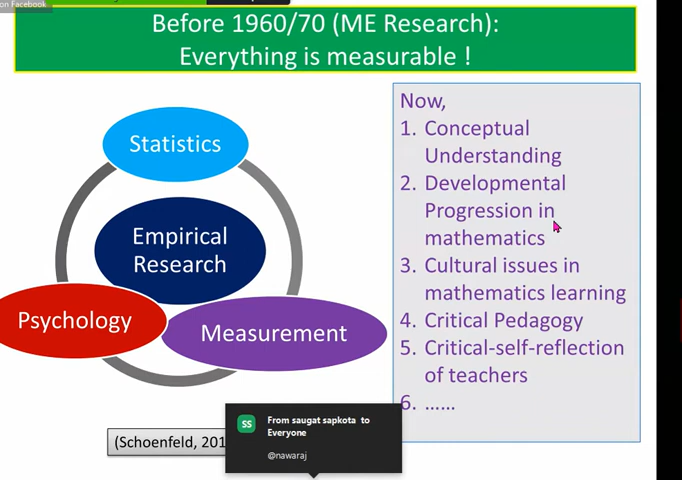 on Facebook
Before 1960/70 (ME Research):
Everything is measurable !
Statistics
Empirical
Research
Psychology
Measurement
(Schoenfeld, 201
Now,
1. Conceptual
Understanding
2. Developmental
Progression in
mathematics
3. Cultural issues in
mathematics learning
4. Critical Pedagogy
5. Critical-self-reflection
of teachers
6. ......
SS
From saugat sapkota to
Everyone
@nawaraj